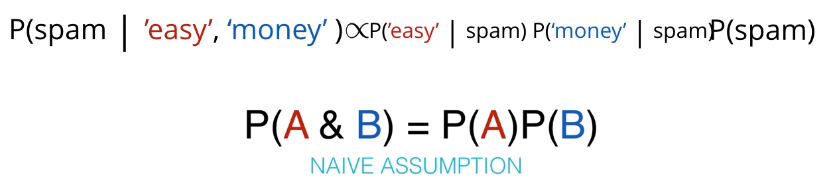 P(spam | 'easy', 'money' )∝P('easy' | spam) P('money' | spam)P(spam)
P(A & B) = P(A)P(B)
NAIVE ASSUMPTION